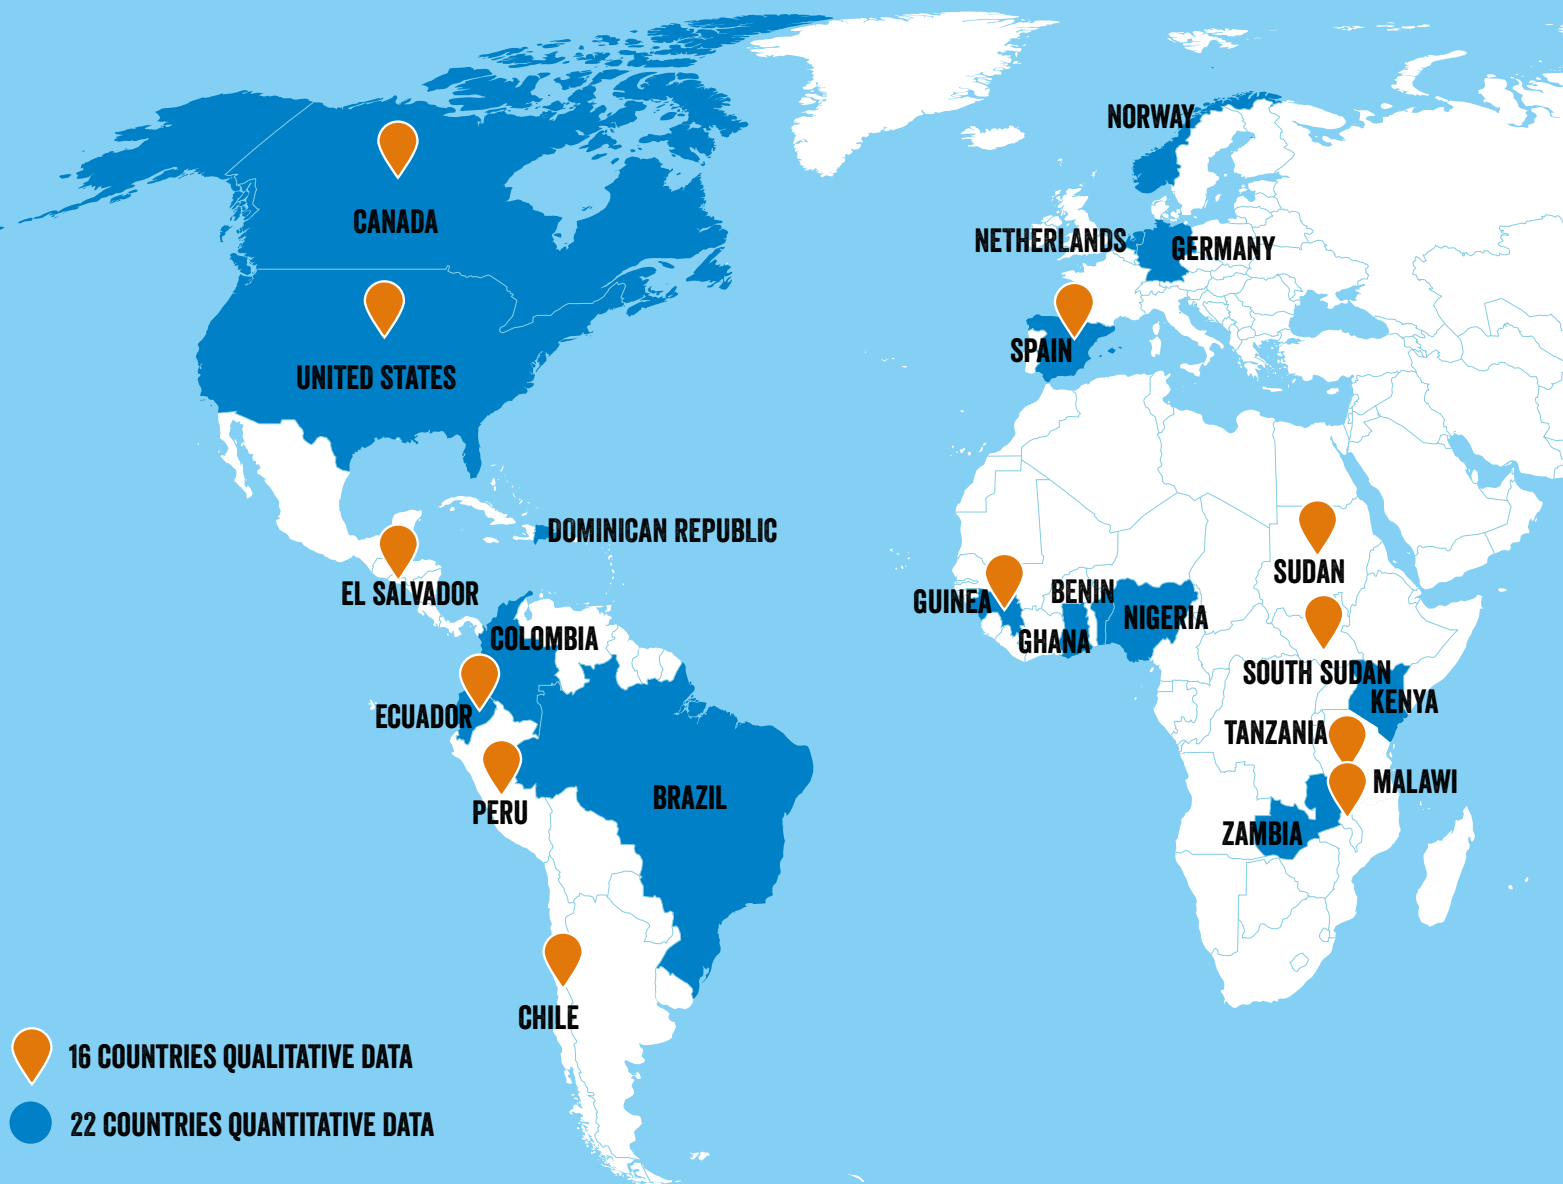 NORWAY
CANADA
NETHERLANDS
GERMANY
SPAIN
UNITED STATES
DOMINICAN REPUBLIC
SUDAN
EL SALVADOR
GUINEA
BENIN
NIGERIA
COLOMBIA
GHANA
SOUTH SUDAN
KENYA
ECUADOR
TANZANIA
MALAWI
BRAZIL
PERU
ZAMBIA
CHILE
16 COUNTRIES QUALITATIVE DATA
22 COUNTRIES QUANTITATIVE DATA